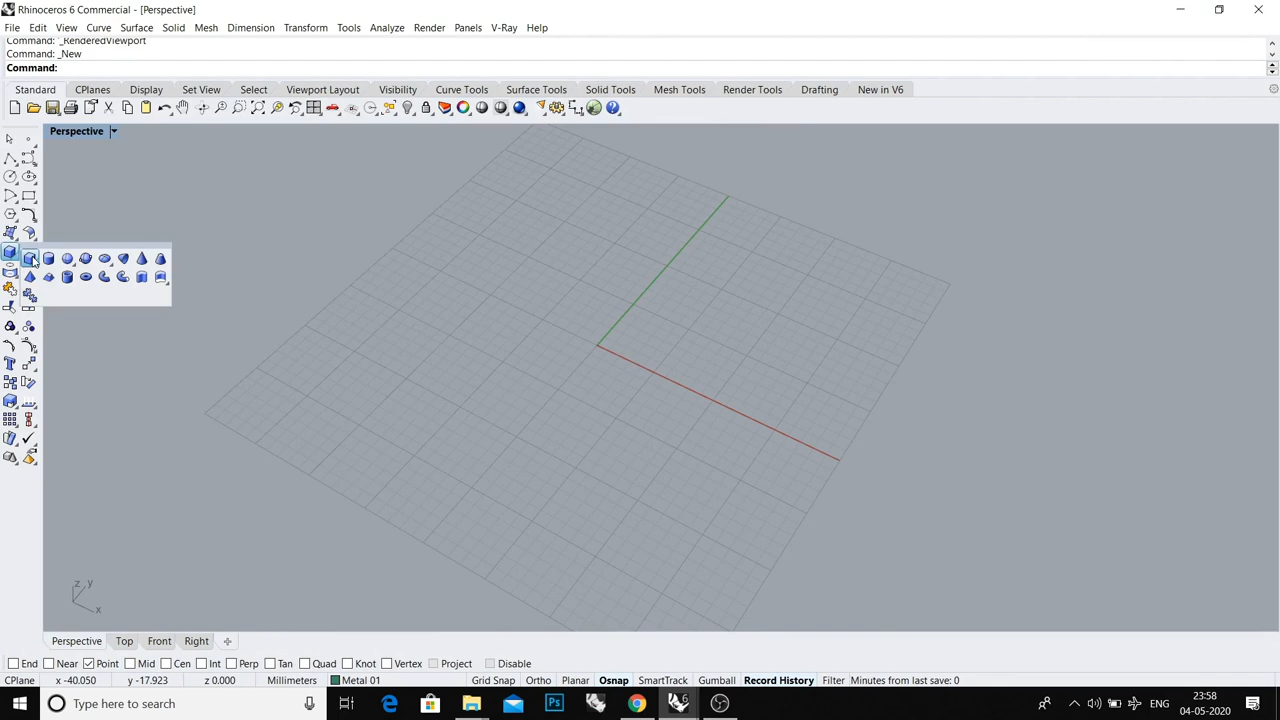 Rhinoceros 6 Commercial - [Perspective]
File Edit View Curve Surface Solid Mesh Dimension Transform Tools Analyze Render Panels V-Ray Help
Command: '_RenderedViewport
Command: _New
Command:
Standard CPlanes Display Set View Select Viewport Layout Visibility Curve Tools Surface Tools Solid Tools Mesh Tools Render Tools Drafting New in V6
Perspective
z y
x
Perspective Top Front Right
End Near Point Mid Cen Int Perp Tan Quad Knot Vertex Project Disable
CPlane x -40.050 y -17.923 z 0.000 Millimeters Metal 01 Grid Snap Ortho Planar Osnap SmartTrack Gumball Record History Filter Minutes from last save: 0
Type here to search
Ps
6
ENG
23:58
04-05-2020